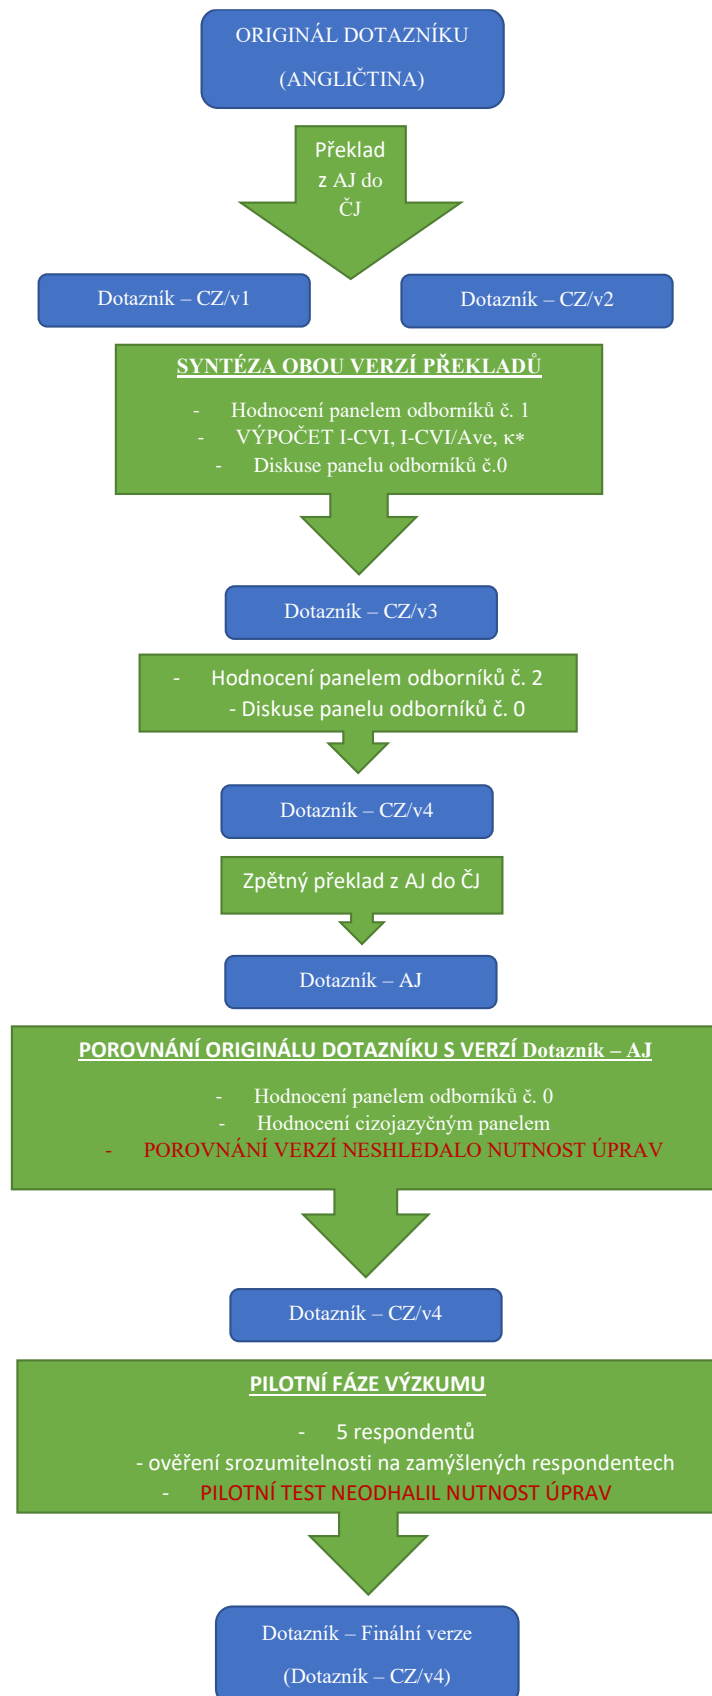 ORIGINÁL DOTAZNÍKU
(ANGLIČTINA)
Překlad
z AJ do
ČJ
Dotazník – CZ/v1
Dotazník – CZ/v2
SYNTÉZA OBOU VERZÍ PŘEKLADŮ
- Hodnocení panelem odborníků č. 1
- VÝPOČET I-CVI, I-CVI/Ave, κ*
- Diskuse panelu odborníků č.0
Dotazník – CZ/v3
- Hodnocení panelem odborníků č. 2
- Diskuse panelu odborníků č. 0
Dotazník – CZ/v4
Zpětný překlad z AJ do ČJ
Dotazník – AJ
POROVNÁNÍ ORIGINÁLU DOTAZNÍKU S VERZÍ Dotazník – AJ
- Hodnocení panelem odborníků č. 0
- Hodnocení cizojazyčným panelem
- POROVNÁNÍ VERZÍ NESHLEDALO NUTNOST ÚPRAV
Dotazník – CZ/v4
PILOTNÍ FÁZE VÝZKUMU
- 5 respondentů
- ověření srozumitelnosti na zamýšlených respondentech
- PILOTNÍ TEST NEODHALIL NUTNOST ÚPRAV
Dotazník – Finální verze
(Dotazník – CZ/v4)